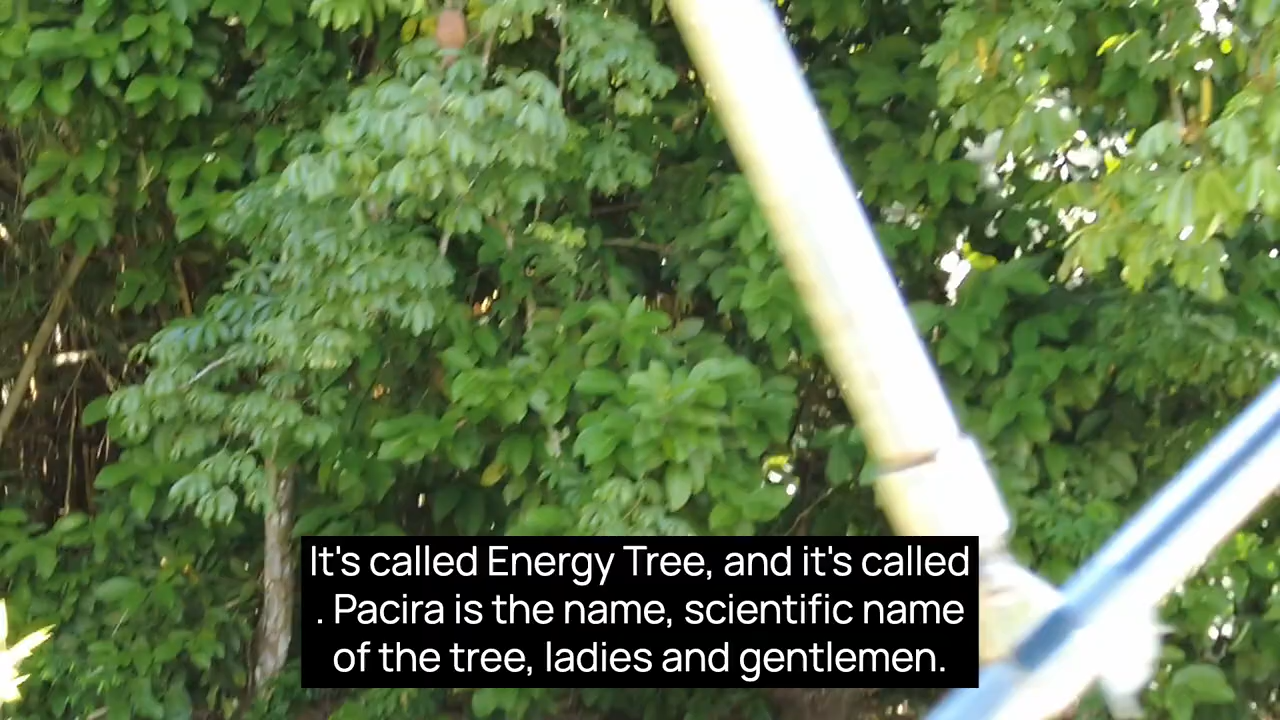 It's called Energy Tree, and it's called
. Pacira is the name, scientific name
of the tree, ladies and gentlemen.